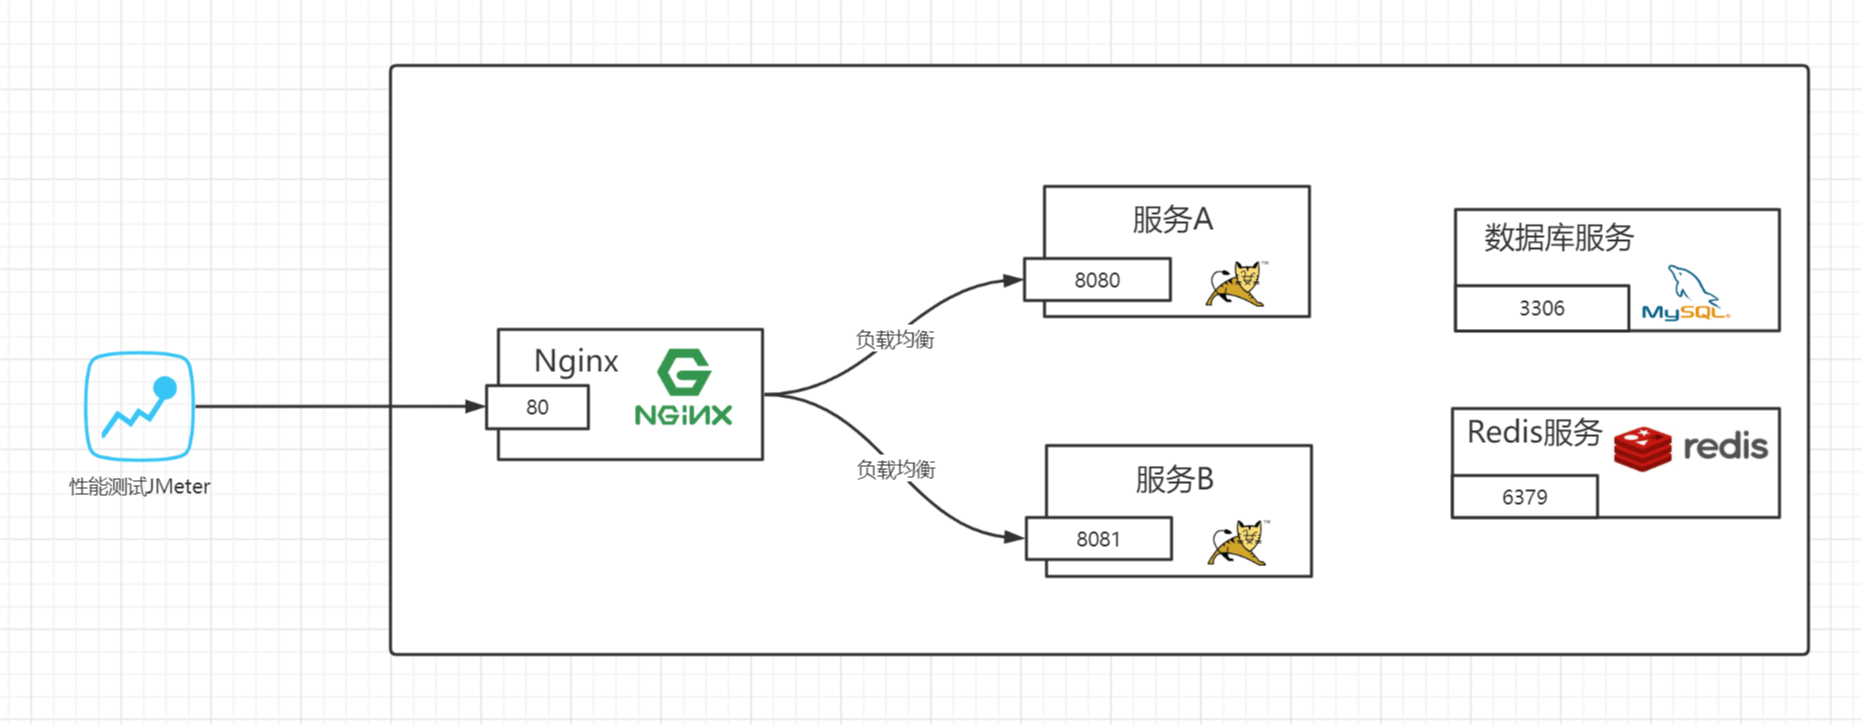 性能测试JMeter
Nginx
80
NGiNX
负载均衡
负载均衡
服务A
8080
TM
服务B
8081
TM
数据库服务
3306
MySQL®
Redis服务
redis
6379